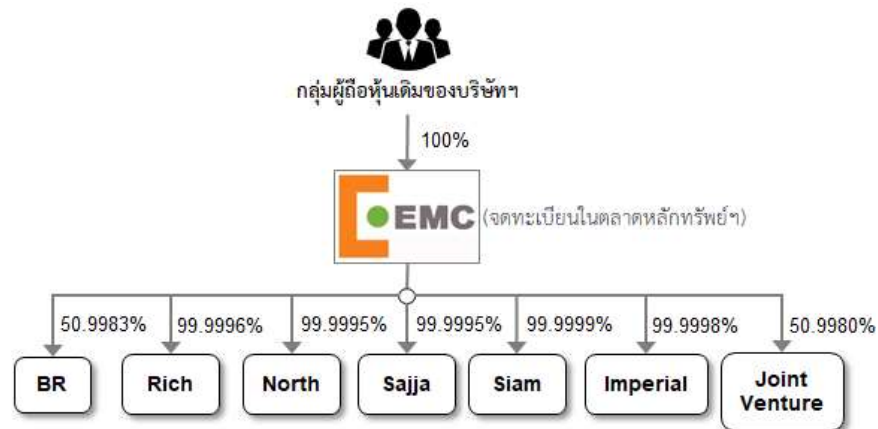 กลุ่มผู้ถือหุ้นเดิมของบริษัทฯ
100%
EMC (จดทะเบียนในตลาดหลักทรัพย์ฯ)
50.9983% 99.9996% 99.9995% 99.9995% 99.9999% 99.9998% 50.9980%
BR Rich North Sajja Siam Imperial Joint
Venture